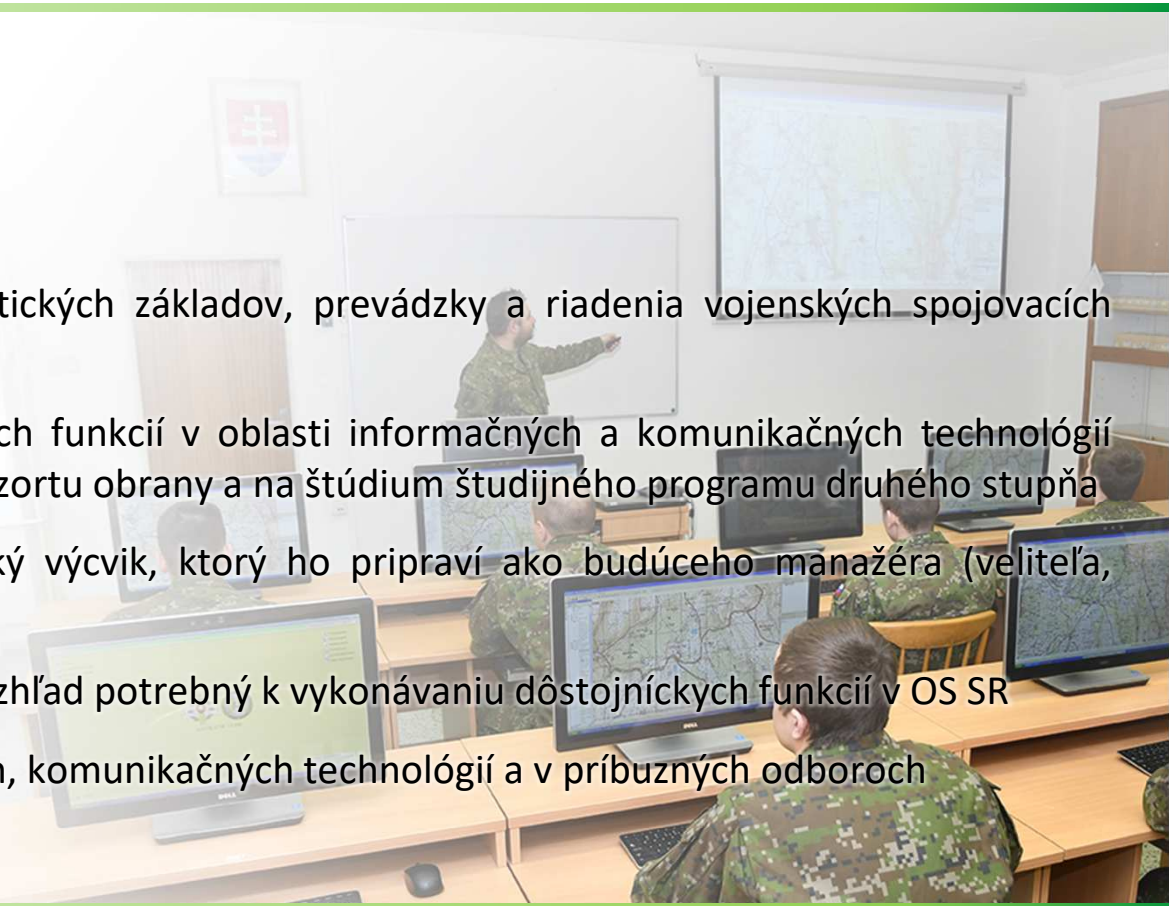 tických základov, prevádzky a riadenia vojenských spojovacích
ch funkcií v oblasti informačných a komunikačných technológií
zortu obrany a na štúdium študijného programu druhého stupňa
ký výcvik, ktorý ho pripraví ako budúceho manažéra (veliteľa,
zhľad potrebný k vykonávaniu dôstojníckych funkcií v OS SR
, komunikačných technológií a v príbuzných odboroch
DELL
DELL